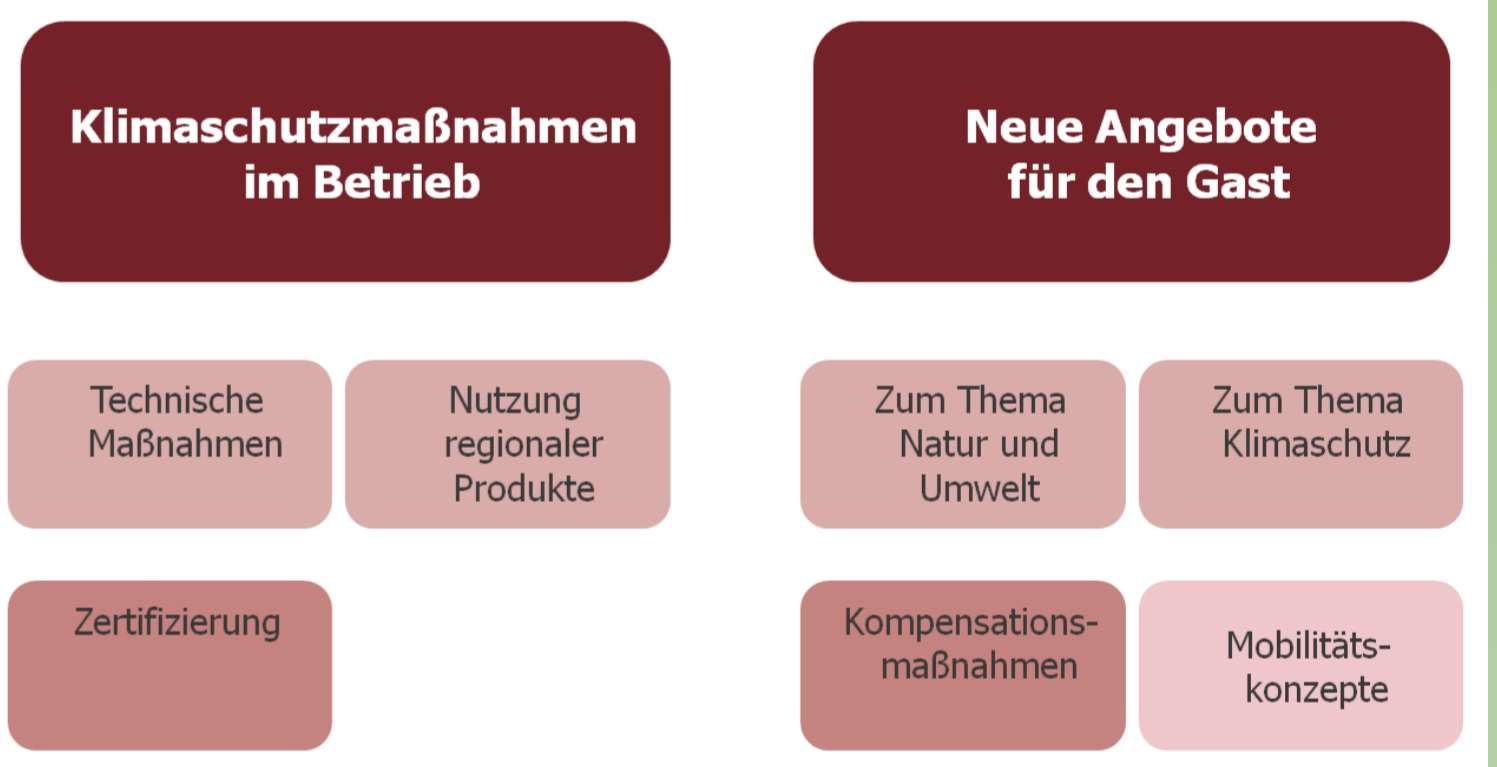 Klimaschutzmaßnahmen
im Betrieb
Neue Angebote
für den Gast
Technische
Maßnahmen
Nutzung
regionaler
Produkte
Zum Thema
Natur und
Umwelt
Zum Thema
Klimaschutz
Zertifizierung
Kompensations-
maßnahmen
Mobilitäts-
konzepte